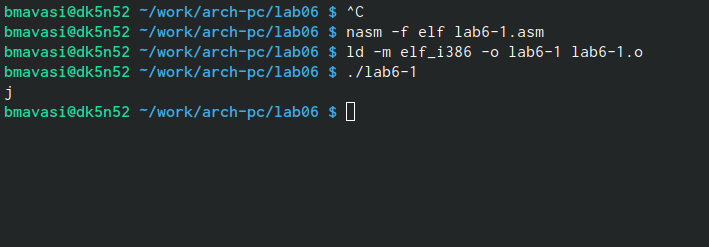 bmavasi@dk5n52 ~/work/arch-pc/lab06 $ ^C
bmavasi@dk5n52 ~/work/arch-pc/lab06 $ nasm -f elf lab6-1.asm
bmavasi@dk5n52 ~/work/arch-pc/lab06 $ ld -m elf_i386 -o lab6-1 lab6-1.o
bmavasi@dk5n52 ~/work/arch-pc/lab06 $ ./lab6-1
j
bmavasi@dk5n52 ~/work/arch-pc/lab06 $